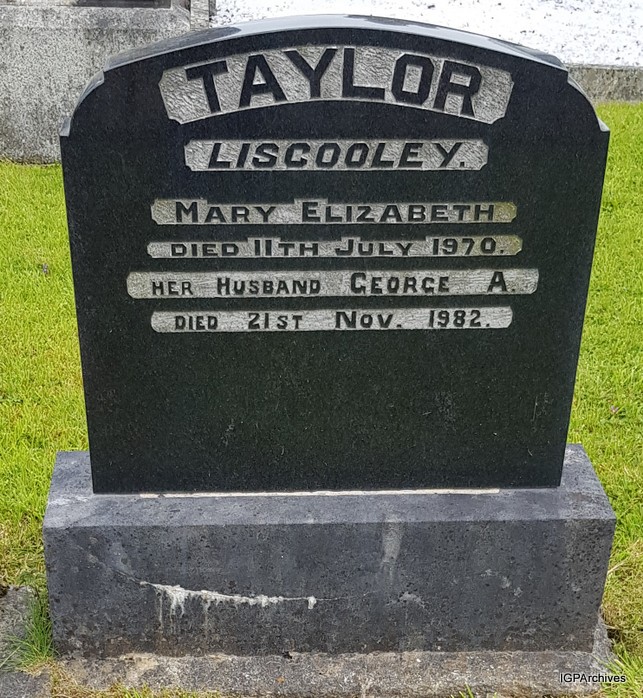 TAYLOR
LISCOOLEY.
MARY ELIZABETH
DIED 11TH JULY 1970.
HER HUSBAND GEORGE A.
DIED 21ST NOV. 1982.
IGPArchives